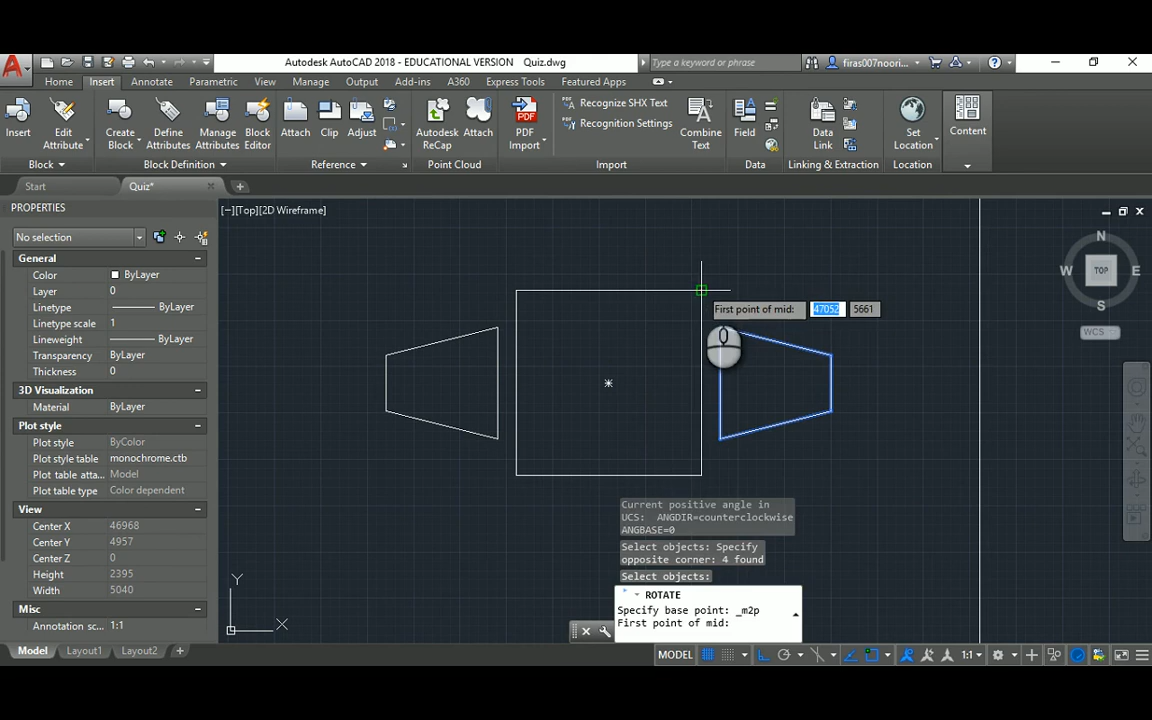 Autodesk AutoCAD 2018 - EDUCATIONAL VERSION Quiz.dwg
Type a keyword or phrase
firas007noori...
Home Insert Annotate Parametric View Manage Output Add-ins A360 Express Tools Featured Apps
Insert
Edit Attribute
Create Block
Define Attributes
Manage Attributes
Block Editor
Attach
Clip
Adjust
Autodesk ReCap
Attach
PDF Import
Recognize SHX Text
Recognition Settings
Combine Text
Field
Data Link
Set Location
Content
Block Block Definition Reference Point Cloud Import Data Linking & Extraction Location
Start Quiz*
PROPERTIES
[−][Top][2D Wireframe]
No selection
General
Color ByLayer
Layer 0
Linetype ByLayer
Linetype scale 1
Lineweight ByLayer
Transparency ByLayer
Thickness 0
3D Visualization
Material ByLayer
Plot style
Plot style ByColor
Plot style table monochrome.ctb
Plot table atta... Model
Plot table type Color dependent
View
Center X 46968
Center Y 4957
Center Z 0
Height 2395
Width 5040
Misc
Annotation sc... 1:1
N
W TOP E
S
WCS
First point of mid: 47052 5661
Current positive angle in
UCS: ANGDIR=counterclockwise
ANGBASE=0
Select objects: Specify
opposite corner: 4 found
Select objects:
ROTATE
Specify base point: _m2p
First point of mid:
Y
X
Model Layout1 Layout2 +
MODEL 1:1